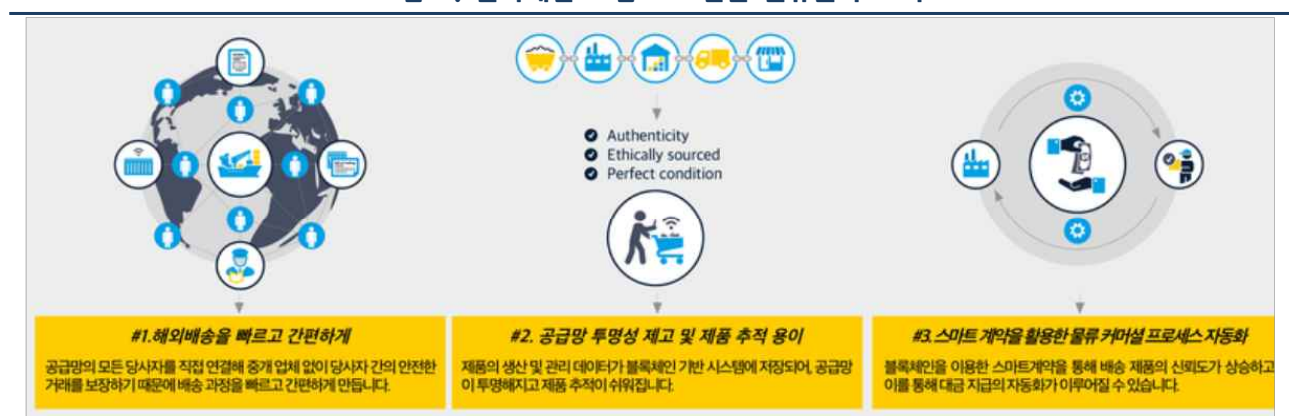 Authenticity
Ethically sourced
Perfect condition
#1.해외배송을 빠르고 간편하게
공급망의 모든 당사자를 직접 연결해 중개 업체 없이 당사자 간의 안전한
거래를 보장하기 때문에 배송 과정을 빠르고 간편하게 만듭니다.
#2. 공급망 투명성 제고 및 제품 추적 용이
제품의 생산 및 관리 데이터가 블록체인 기반 시스템에 저장되어, 공급망
이 투명해지고 제품 추적이 쉬워집니다.
#3. 스마트 계약을 활용한 물류 커머셜 프로세스 자동화
블록체인을 이용한 스마트계약을 통해 배송 제품의 신뢰도가 상승하고
이를 통해 대금 지급의 자동화가 이루어질 수 있습니다.